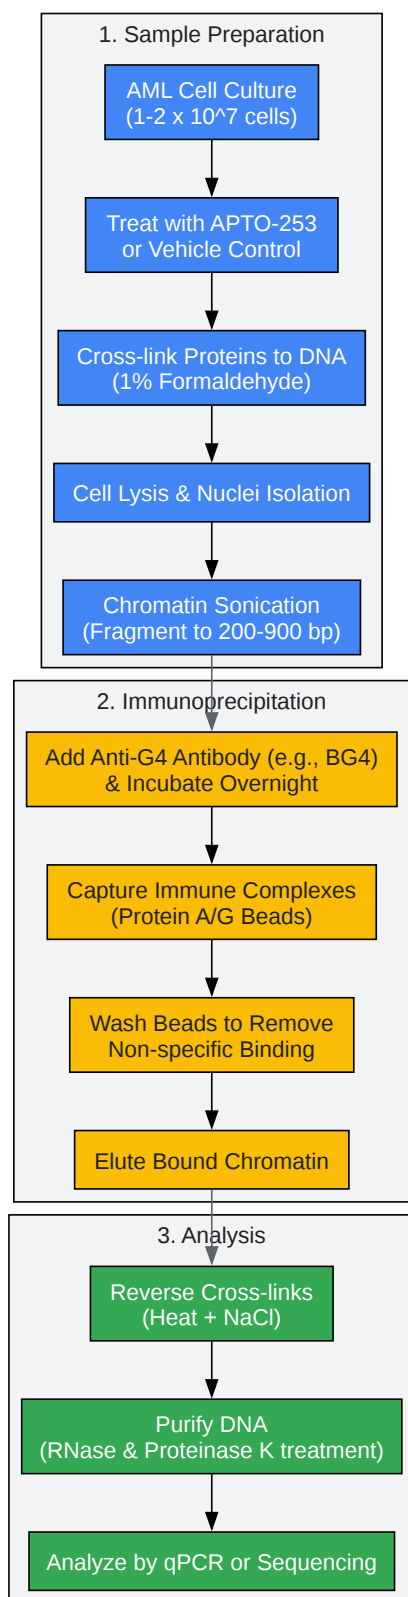 1. Sample Preparation
AML Cell Culture
(1-2 x 10^7 cells)
Treat with APTO-253
or Vehicle Control
Cross-link Proteins to DNA
(1% Formaldehyde)
Cell Lysis & Nuclei Isolation
Chromatin Sonication
(Fragment to 200-900 bp)
2. Immunoprecipitation
Add Anti-G4 Antibody (e.g., BG4)
& Incubate Overnight
Capture Immune Complexes
(Protein A/G Beads)
Wash Beads to Remove
Non-specific Binding
Elute Bound Chromatin
3. Analysis
Reverse Cross-links
(Heat + NaCl)
Purify DNA
(RNase & Proteinase K treatment)
Analyze by qPCR or Sequencing